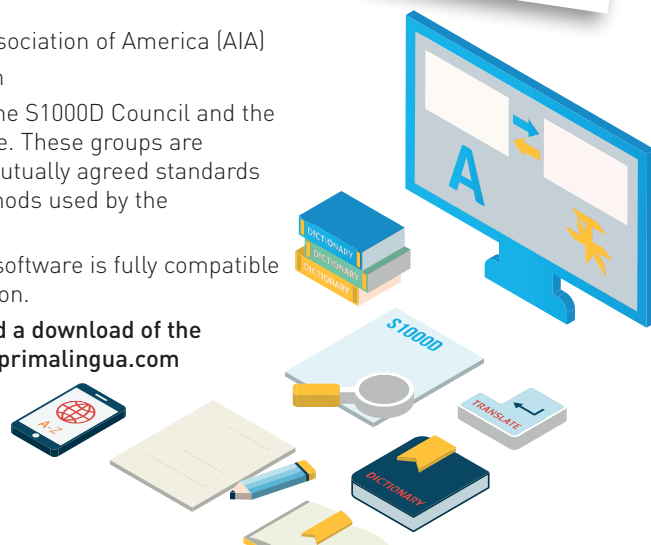 sociation of America (AIA)
ne S1000D Council and the
e. These groups are
utually agreed standards
hods used by the
software is fully compatible
on.
d a download of the
primalingua.com
A
DICTIONARY
DICTIONARY
DICTIONARY
S1000D
TRANSLATE
A-Z
DICTIONARY